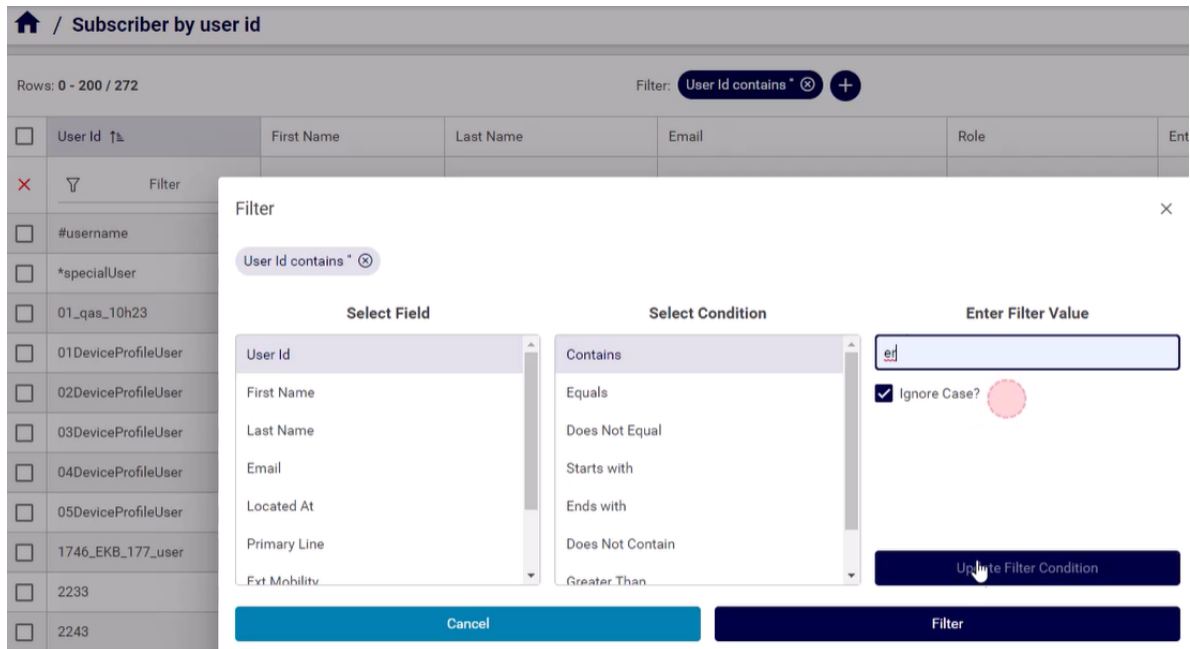 / Subscriber by user id
Rows: 0 - 200 / 272
Filter: User Id contains " +
User Id First Name Last Name Email Role Ent
Filter
#username
*specialUser
01_qas_10h23
01DeviceProfileUser
02DeviceProfileUser
03DeviceProfileUser
04DeviceProfileUser
05DeviceProfileUser
1746_EKB_177_user
2233
2243
Filter
User Id contains "
Select Field
User Id
First Name
Last Name
Email
Located At
Primary Line
Ext Mobility
Select Condition
Contains
Equals
Does Not Equal
Starts with
Ends with
Does Not Contain
Greater Than
Enter Filter Value
er
Ignore Case?
Update Filter Condition
Cancel
Filter